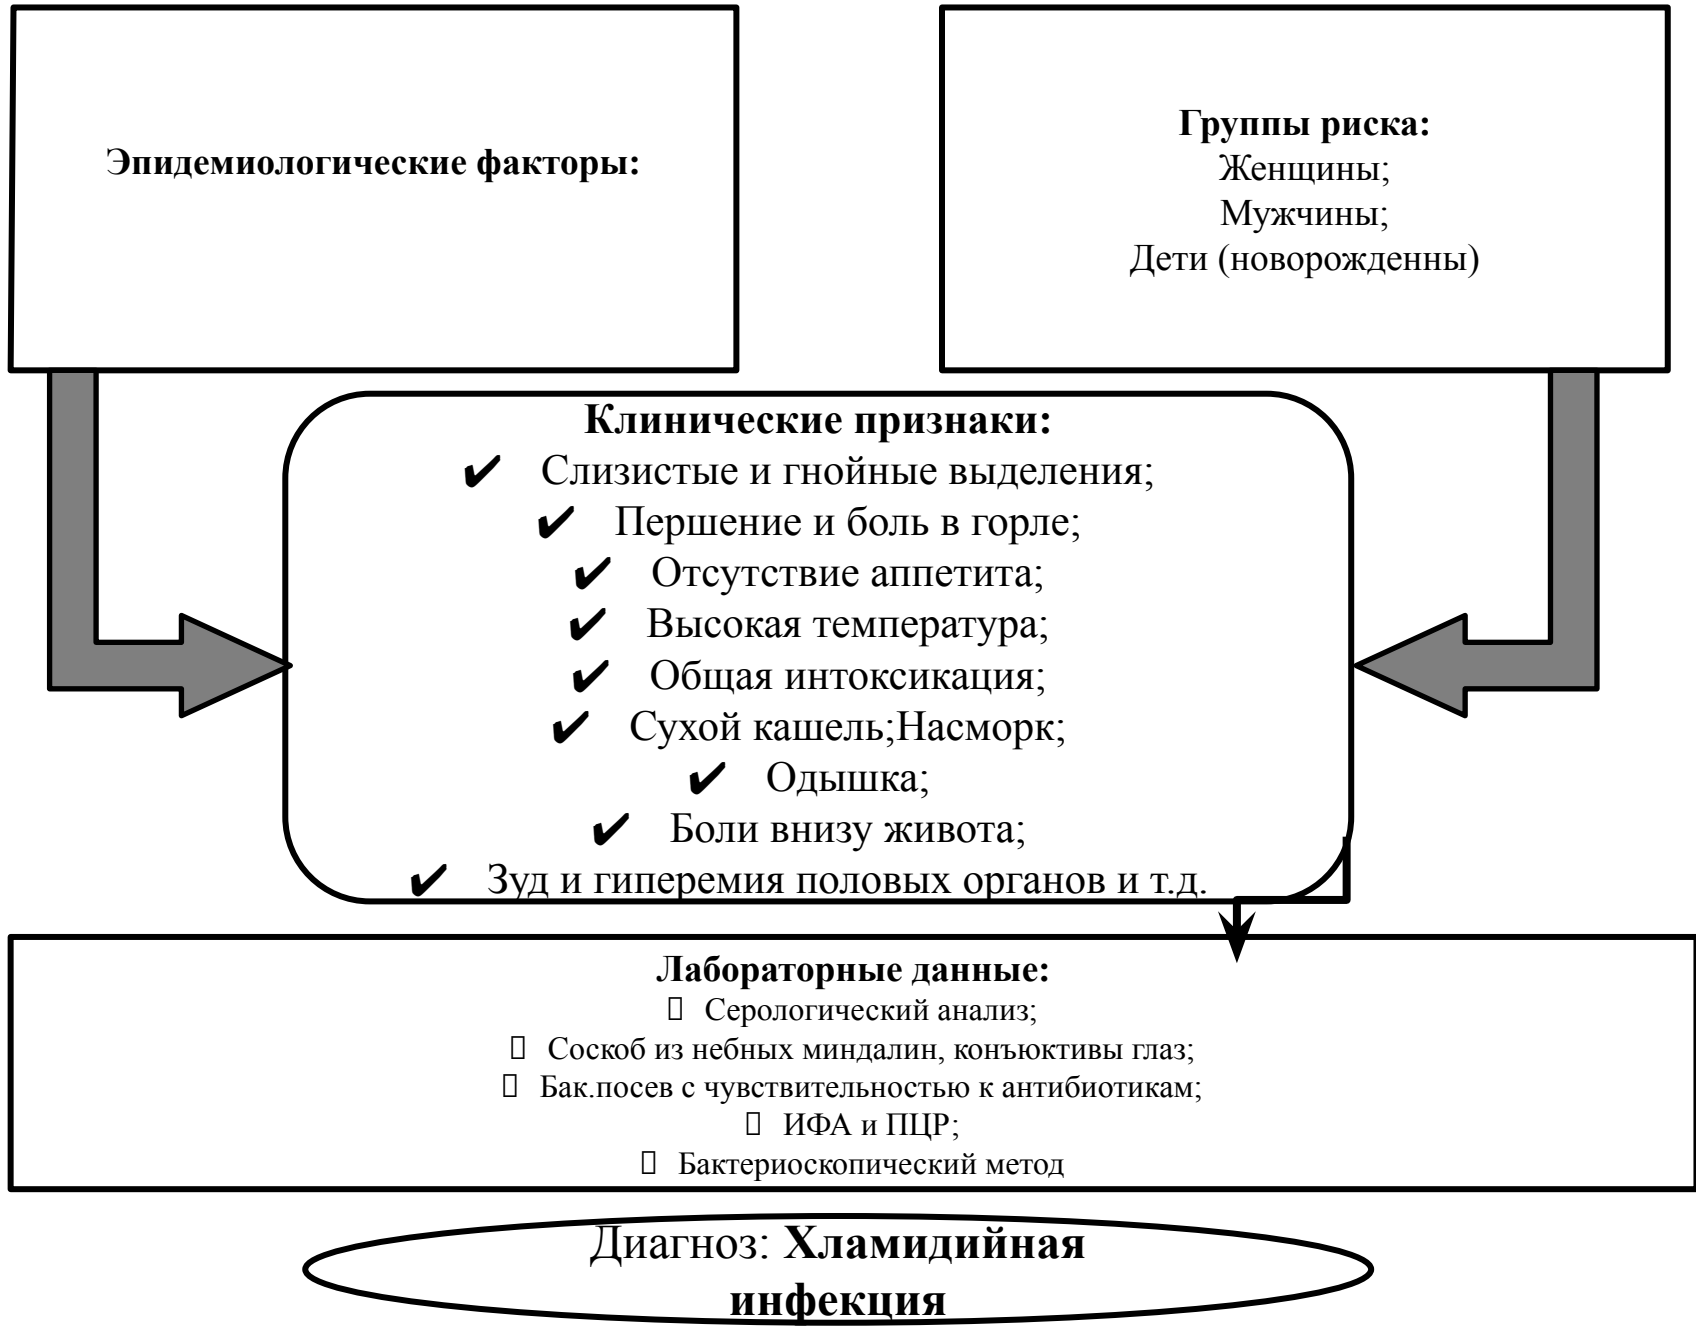 Эпидемиологические факторы:
Группы риска:
Женщины;
Мужчины;
Дети (новорожденны)
Клинические признаки:
✔ Слизистые и гнойные выделения;
✔ Першение и боль в горле;
✔ Отсутствие аппетита;
✔ Высокая температура;
✔ Общая интоксикация;
✔ Сухой кашель;Насморк;
✔ Одышка;
✔ Боли внизу живота;
✔ Зуд и гиперемия половых органов и т.д.
Лабораторные данные:
▯ Серологический анализ;
▯ Соскоб из небных миндалин, конъюктивы глаз;
▯ Бак.посев с чувствительностью к антибиотикам;
▯ ИФА и ПЦР;
▯ Бактериоскопический метод
Диагноз: Хламидийная
инфекция